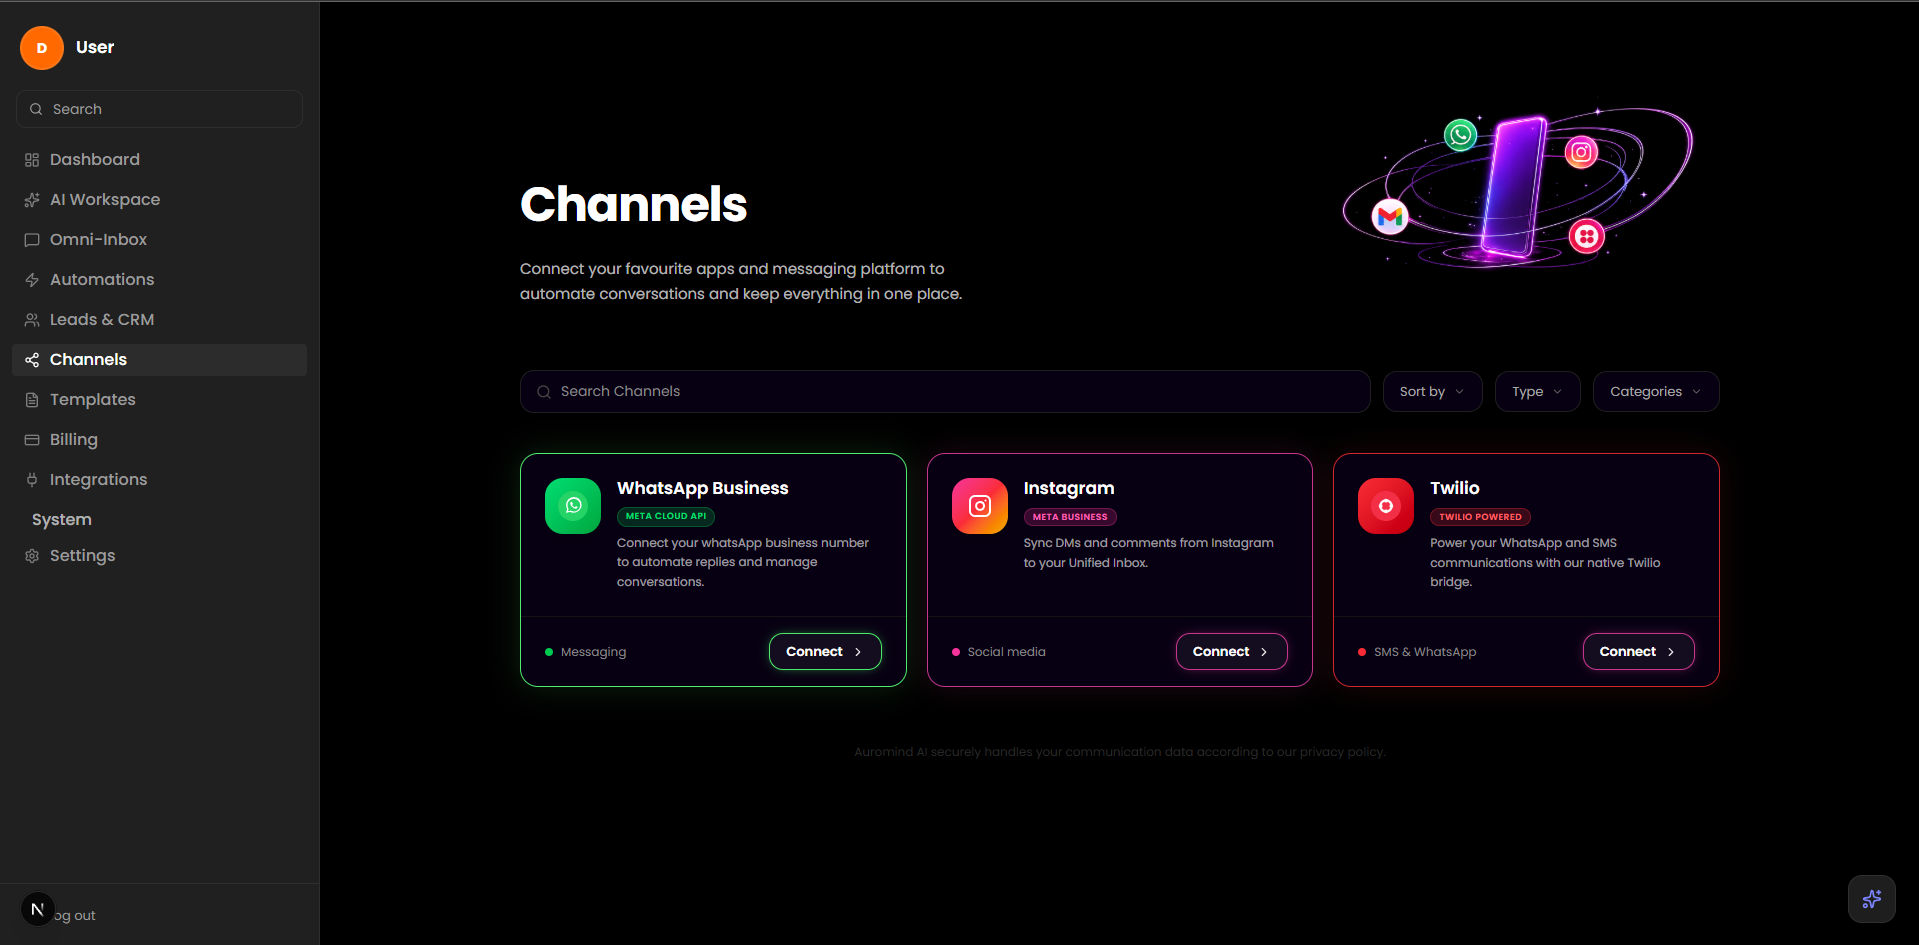 D
User
Search
Dashboard
AI Workspace
Omni-Inbox
Automations
Leads & CRM
Channels
Templates
Billing
Integrations
System
Settings
N
og out
Channels
Connect your favourite apps and messaging platform to
automate conversations and keep everything in one place.
Search Channels
Sort by
Type
Categories
WhatsApp Business
META CLOUD API
Connect your whatsApp business number
to automate replies and manage
conversations.
Messaging
Connect
Instagram
META BUSINESS
Sync DMs and comments from Instagram
to your Unified Inbox.
Social media
Connect
Twilio
TWILIO POWERED
Power your WhatsApp and SMS
communications with our native Twilio
bridge.
SMS & WhatsApp
Connect
Auromind AI securely handles your communication data according to our privacy policy.